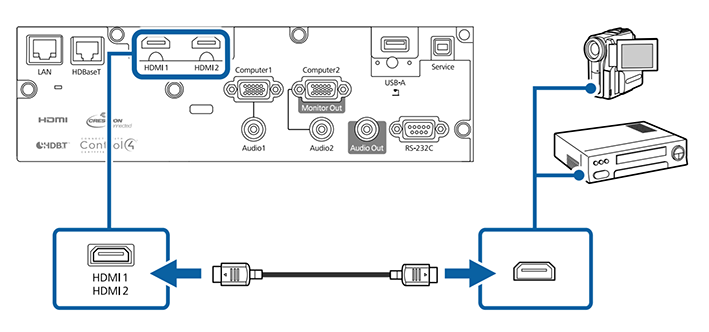 LAN
HDBaseT
HDMI 1
HDMI 2
Computer1
Computer2
USB-A
Service
Monitor Out
Audio1
Audio2
Audio Out
RS-232C
HDMI
CRESTRON
connected
HDBT
Control4
HDMI 1
HDMI 2